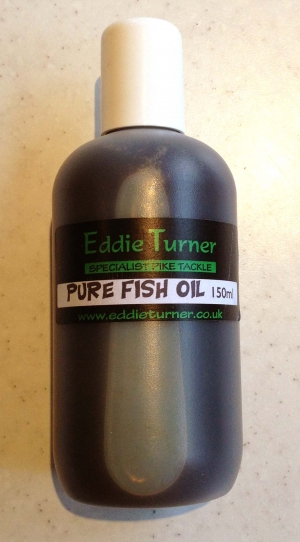 Eddie Turner
SPECIALIST PIKE TACKLE
PURE FISH OIL 150ml
www.eddieturner.co.uk